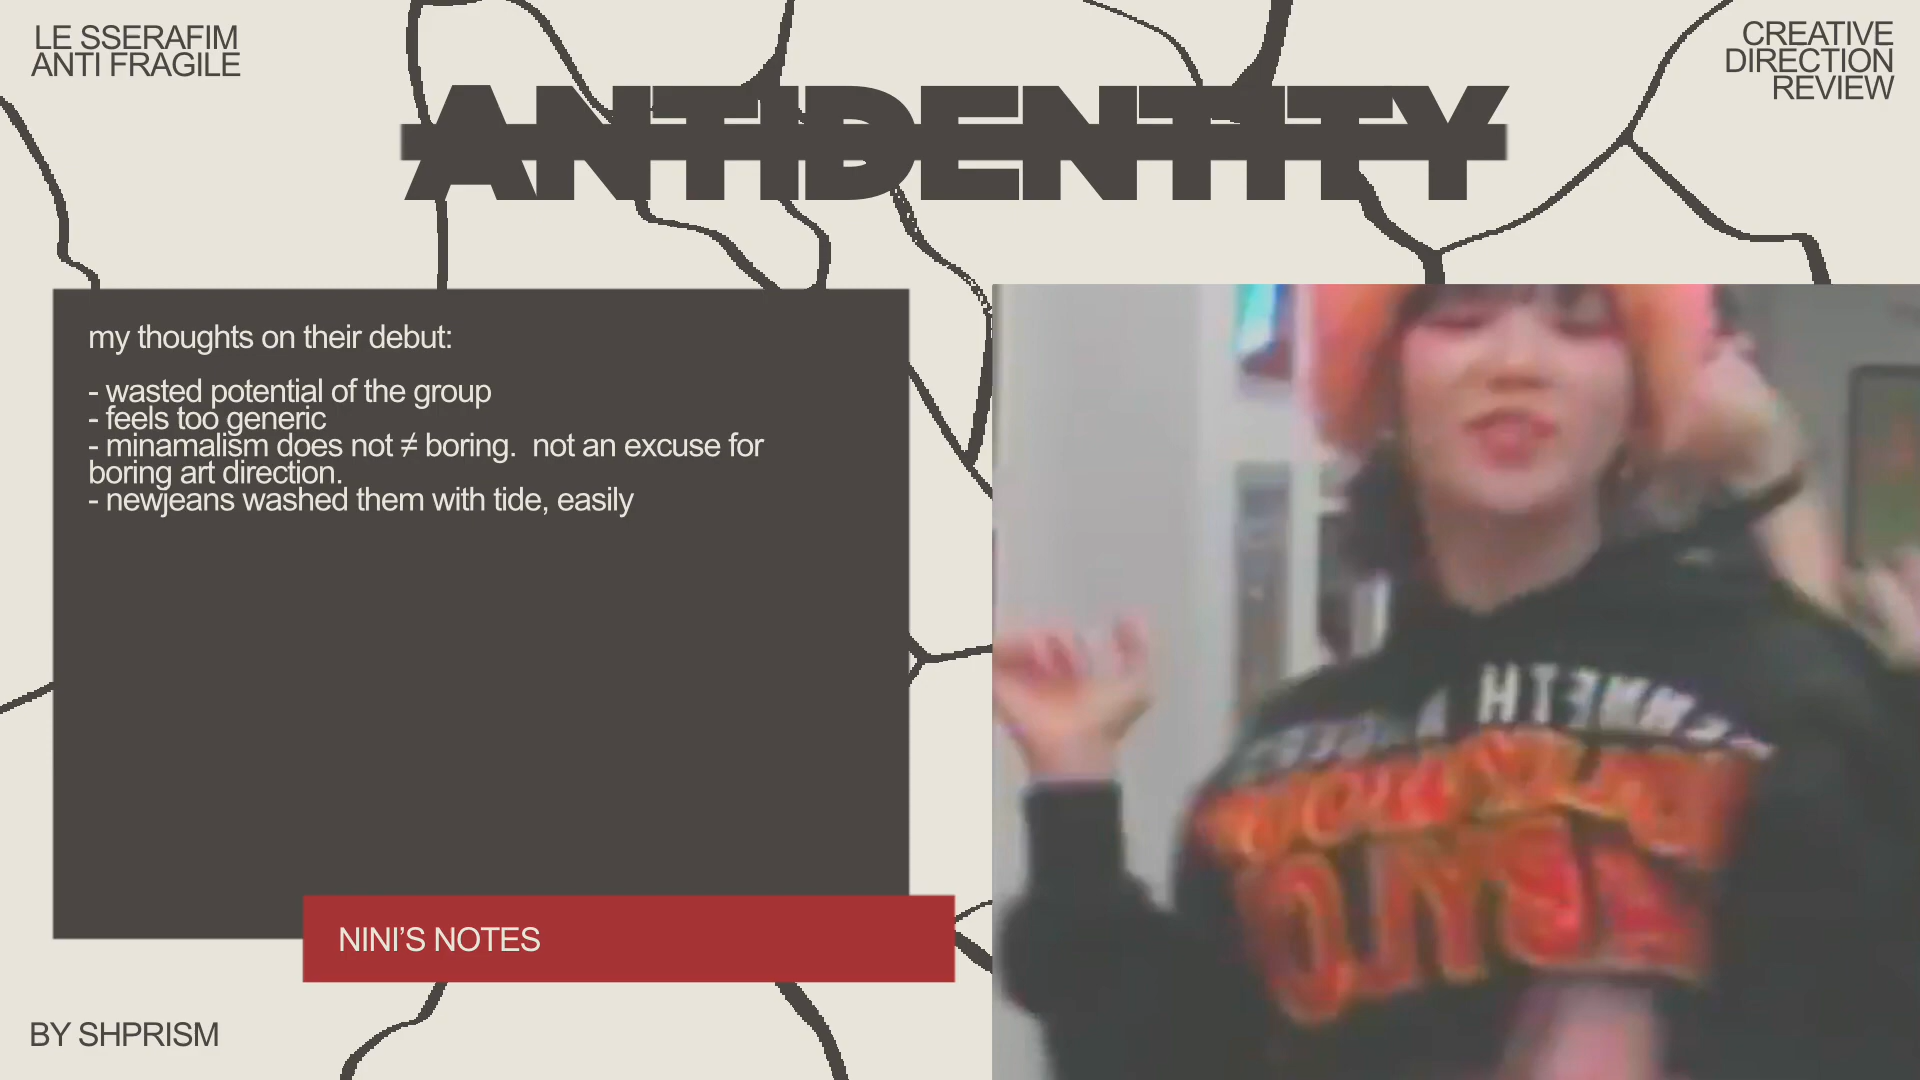 LE SSERAFIM
ANTI FRAGILE
CREATIVE
DIRECTION
REVIEW
ANTIDENTITY
my thoughts on their debut:
- wasted potential of the group
- feels too generic
- minamalism does not ≠ boring.  not an excuse for
boring art direction.
- newjeans washed them with tide, easily
NINI'S NOTES
BY SHPRISM